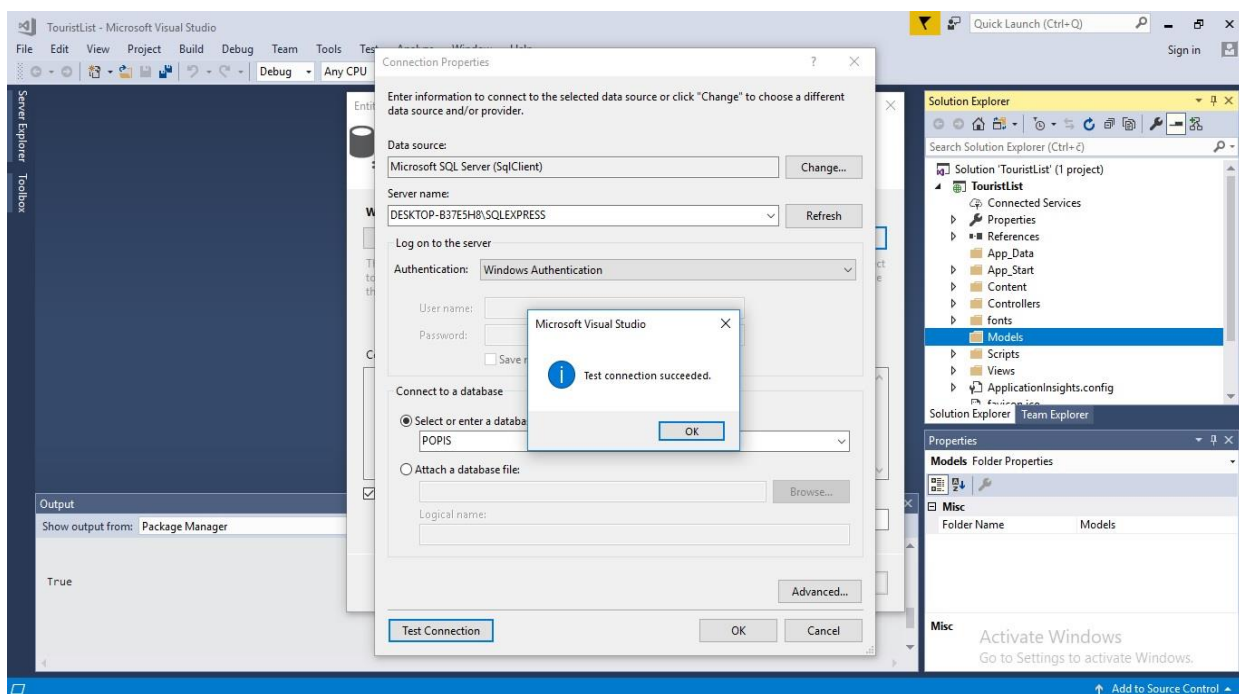 TouristList - Microsoft Visual Studio
Quick Launch (Ctrl+Q)
File Edit View Project Build Debug Team Tools Test
Sign in
Debug Any CPU
Server Explorer
Toolbox
Connection Properties
Enter information to connect to the selected data source or click "Change" to choose a different
data source and/or provider.
Data source:
Microsoft SQL Server (SqlClient)
Change...
Server name:
DESKTOP-B37E5H8\SQLEXPRESS
Refresh
Log on to the server
Authentication: Windows Authentication
User name:
Password:
Save
Connect to a database
Select or enter a
POPIS
Attach a database file:
Browse...
Logical name:
Advanced...
Test Connection
OK
Cancel
Microsoft Visual Studio
Test connection succeeded.
OK
Output
Show output from: Package Manager
True
Solution Explorer
Search Solution Explorer (Ctrl+č)
Solution 'TouristList' (1 project)
TouristList
Connected Services
Properties
References
App_Data
App_Start
Content
Controllers
fonts
Models
Scripts
Views
ApplicationInsights.config
favicon.ico
Solution Explorer Team Explorer
Properties
Models Folder Properties
Misc
Folder Name Models
Misc
Activate Windows
Go to Settings to activate Windows.
Add to Source Control